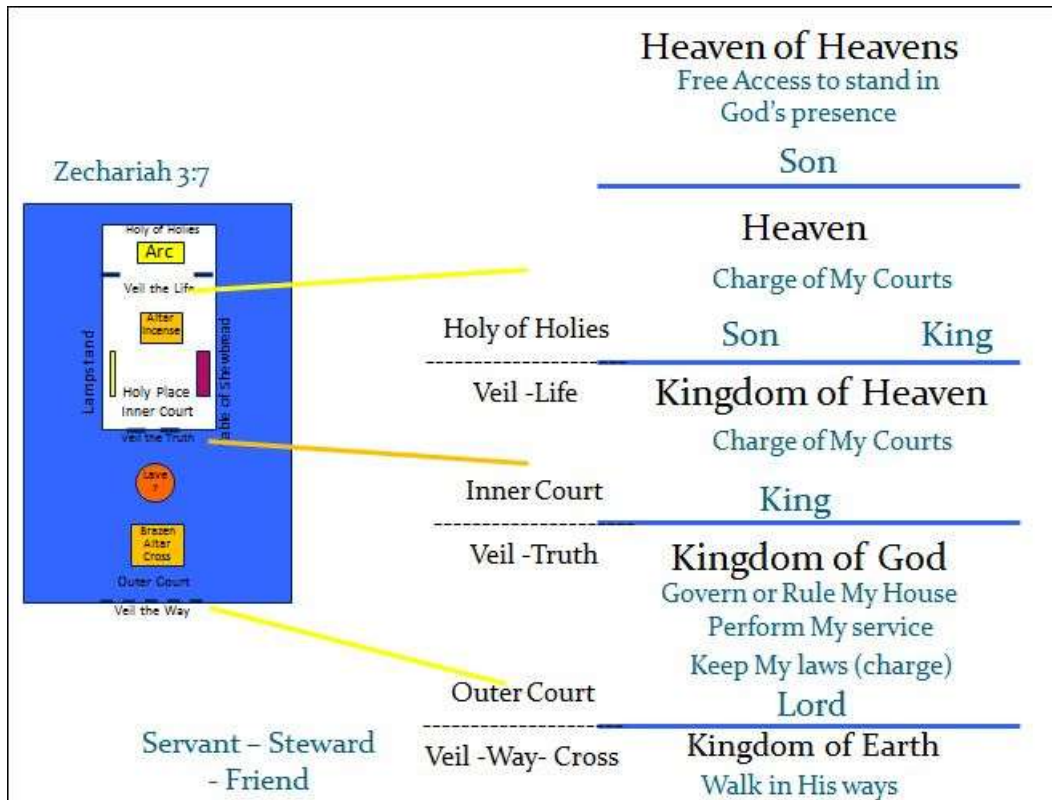 Heaven of Heavens
Free Access to stand in
God's presence
Son
Zechariah 3:7
Holy of Holies
Arc
Veil the Life
Altar
Incense
Lampstand
able of Shewbread
Holy Place
Inner Court
Veil the Truth
Lave
r
Brazen
Altar
Cross
Outer Court
Veil the Way
Heaven
Charge of My Courts
Holy of Holies
Son
King
Veil -Life
Kingdom of Heaven
Charge of My Courts
Inner Court
King
Veil -Truth
Kingdom of God
Govern or Rule My House
Perform My service
Keep My laws (charge)
Outer Court
Lord
Veil -Way- Cross
Kingdom of Earth
Walk in His ways
Servant – Steward
- Friend